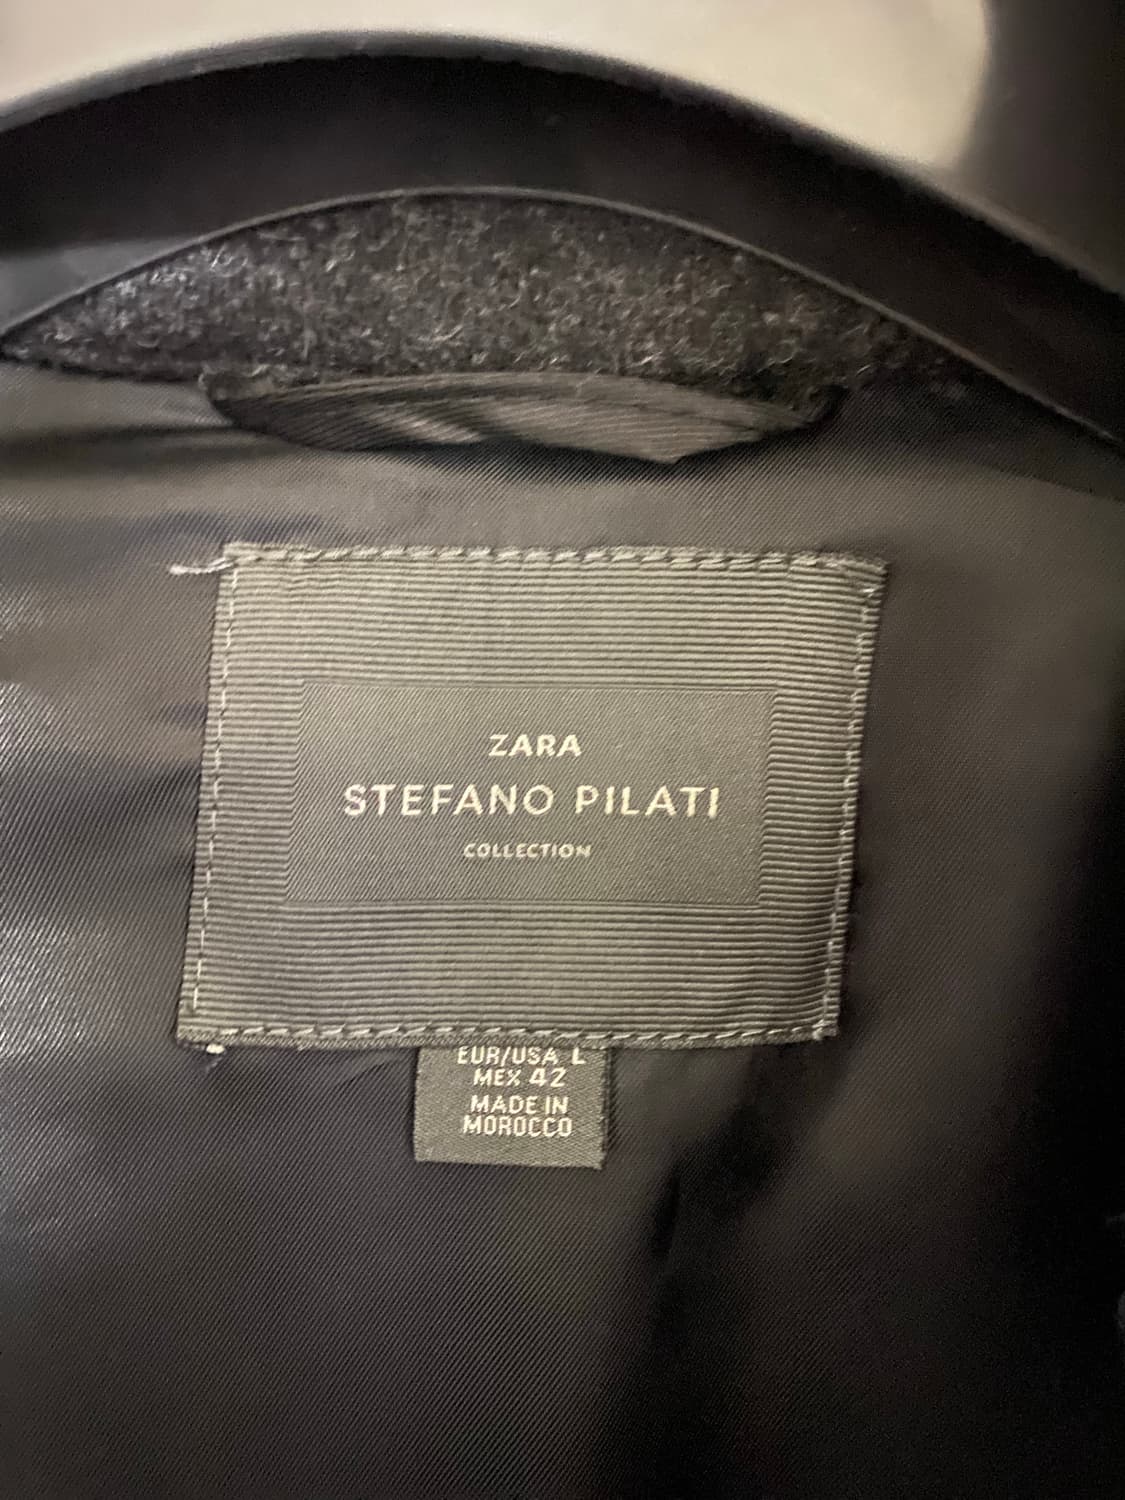 ZARA
STEFANO PILATI
COLLECTION
EUR/USA L
MEX 42
MADE IN
MOROCCO